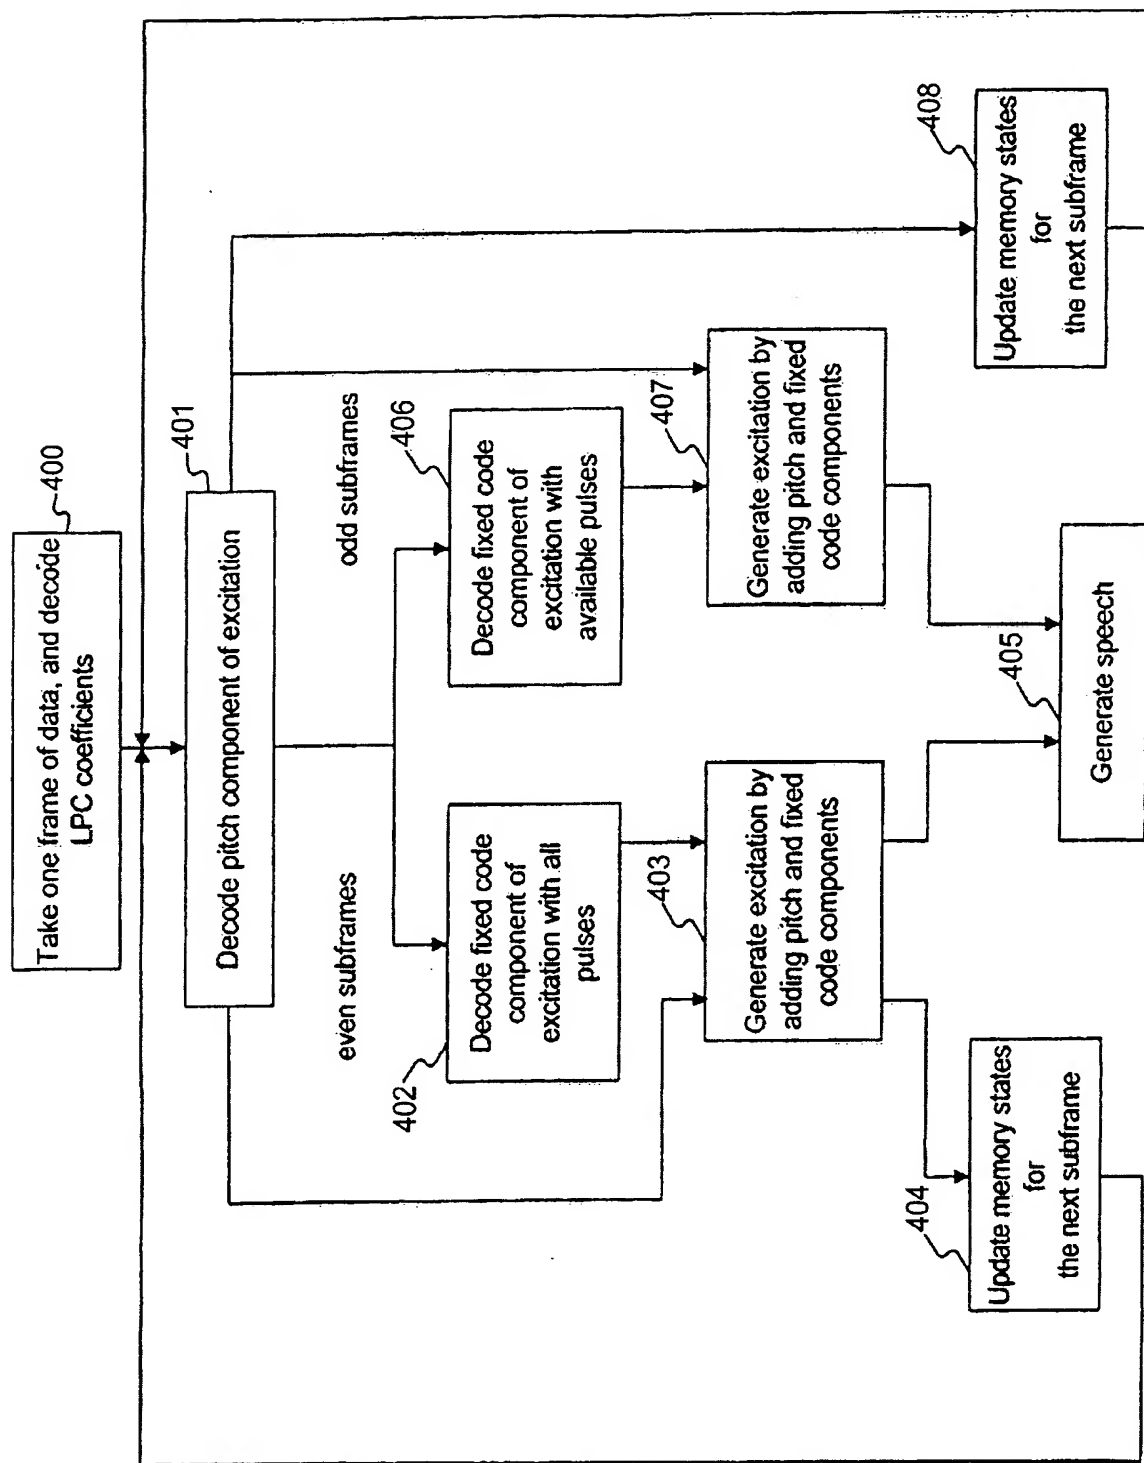 Take one frame of data, and decode
LPC coefficients
400
Decode pitch component of excitation
401
even subframes
odd subframes
402
Decode fixed code
component of
excitation with all
pulses
Decode fixed code
component of
excitation with
available pulses
406
403
Generate excitation by
adding pitch and fixed
code components
407
Generate excitation by
adding pitch and fixed
code components
404
Update memory states
for
the next subframe
405
Generate speech
408
Update memory states
for
the next subframe